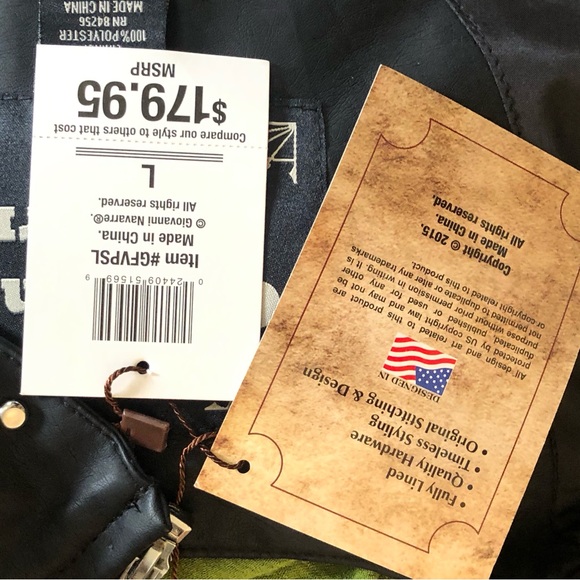 0 24409 51569 9
Item #GFVPSL
Made in China.
© Giovanni Navarre®.
All rights reserved.
L
Compare our style to others that cost
$179.95
MSRP
• Fully Lined
• Quality Hardware
• Timeless Styling
• Original Stitching & Design
DESIGNED IN
All design and art related to this product are
protected by US copyright law and may not be
duplicated, published or used for any other
purpose without prior permission in writing. It is
not permitted to duplicate or alter any trademarks
or copyright related to this product.
Copyright © 2015.
Made in China.
All rights reserved.
100% POLYESTER
RN 84256
MADE IN CHINA